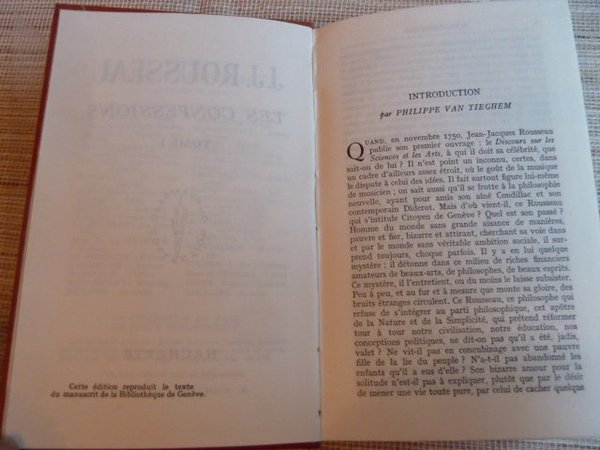 J.J. ROUSSEAU
LES CONFESSIONS
TOME I
HACHETTE
Cette édition reproduit le texte
du manuscrit de la Bibliothèque de Genève.
INTRODUCTION
par PHILIPPE VAN TIEGHEM
QUAND, en novembre 1750, Jean-Jacques Rousseau
publie son premier ouvrage : le Discours sur les
Sciences et les Arts, à qui il doit sa célébrité, que
sait-on de lui ? Il n'est point un inconnu, certes, dans
un cadre d'ailleurs assez étroit, où le goût de la musique
le dispute à celui des idées. Il fait surtout figure lui-même
de musicien ; on sait aussi qu'il se frotte à la philosophie
nouvelle, ayant pour amis son aîné Condillac et son
contemporain Diderot. Mais d'où vient-il, ce Rousseau
qui s'intitule Citoyen de Genève ? Quel est son passé ?
Homme du monde sans grande aisance de manières,
pauvre et fier, bizarre et attirant, cherchant sa voie dans
et par le monde sans véritable ambition sociale, il sur-
prend toujours, choque parfois. Il y a en lui quelque
mystère : il détonne dans ce milieu de riches financiers
amateurs de beaux-arts, de philosophes, de beaux esprits.
Ce mystère, il l'entretient, ou du moins le laisse subsister.
Peu à peu, et au fur et à mesure que monte sa gloire, des
bruits étranges circulent. Ce Rousseau, ce philosophe qui
refuse de s'intégrer au parti philosophique, cet apôtre
de la Nature et de la Simplicité, qui prétend réformer
tour à tour notre civilisation, notre éducation, nos
conceptions politiques, ne dit-on pas qu'il a été, jadis,
valet ? Ne vit-il pas en concubinage avec une pauvre
fille de la lie du peuple ? N'a-t-il pas abandonné les
enfants qu'il a eus d'elle ? Son bizarre amour pour la
solitude n'est-il pas à expliquer, plutôt que par le désir
de mener une vie toute pure, par celui de cacher quelque